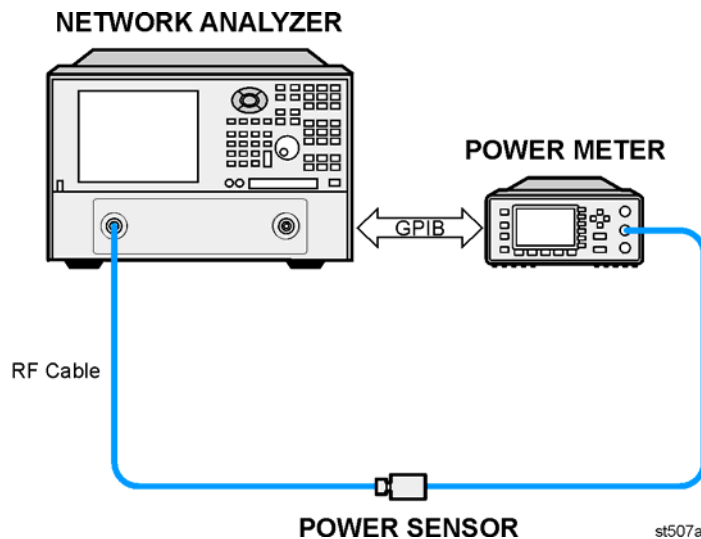 NETWORK ANALYZER
POWER METER
GPIB
RF Cable
POWER SENSOR
st507a